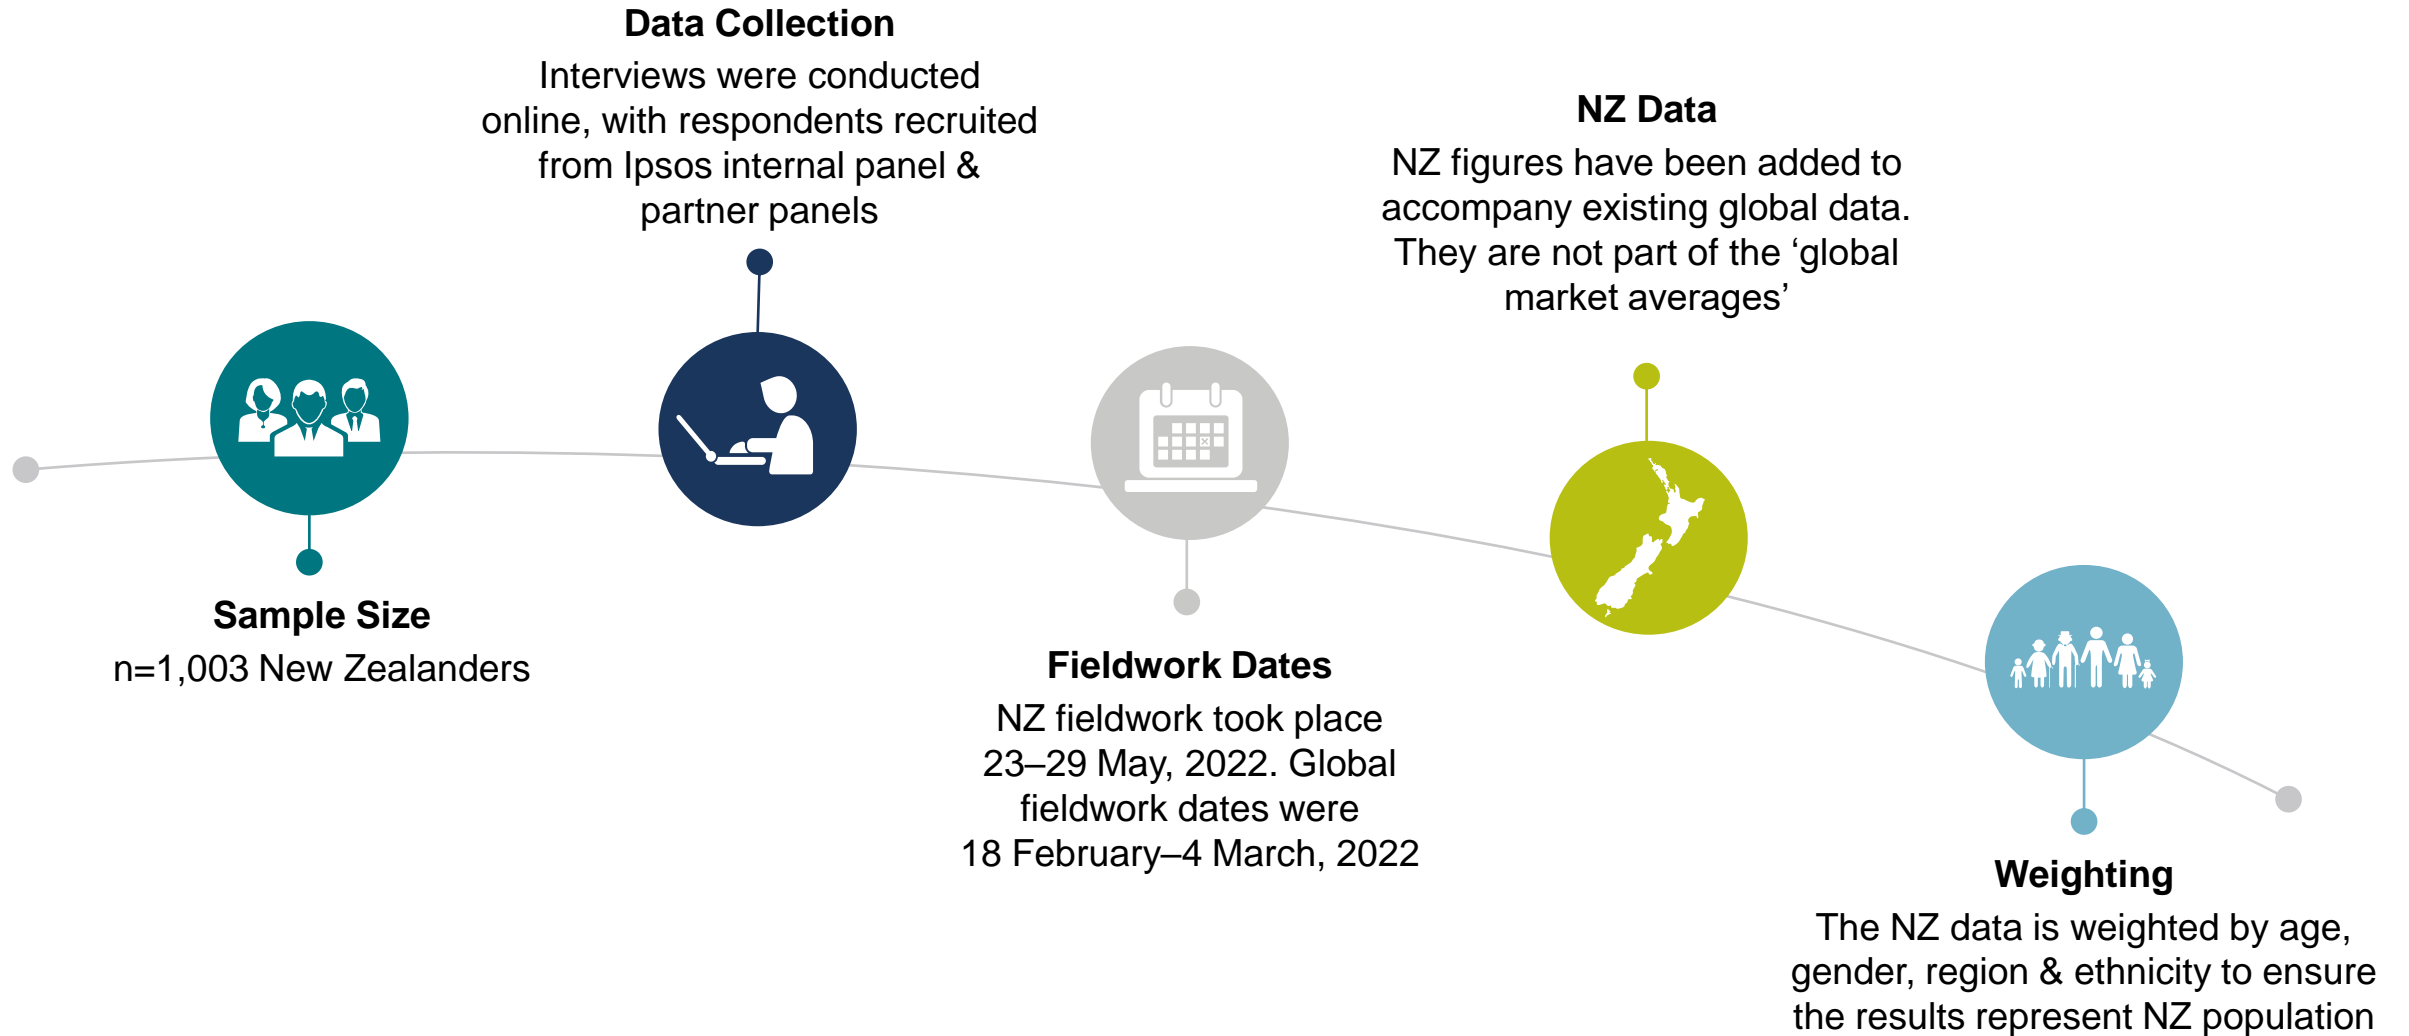 Data Collection
Interviews were conducted
online, with respondents recruited
from Ipsos internal panel &
partner panels
NZ Data
NZ figures have been added to
accompany existing global data.
They are not part of the ‘global
market averages’
Sample Size
n=1,003 New Zealanders
Fieldwork Dates
NZ fieldwork took place
23–29 May, 2022. Global
fieldwork dates were
18 February–4 March, 2022
Weighting
The NZ data is weighted by age,
gender, region & ethnicity to ensure
the results represent NZ population